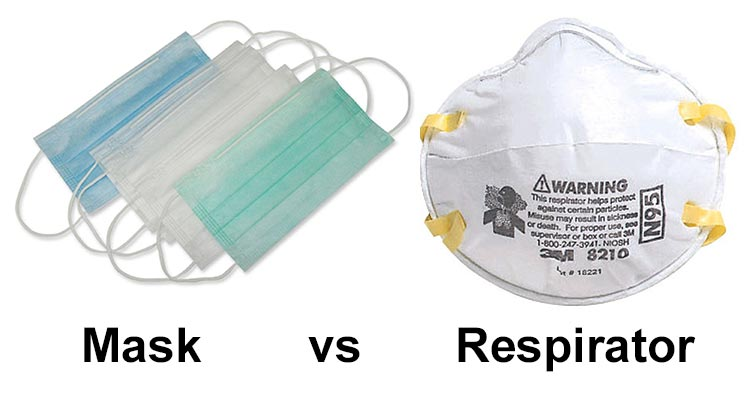 WARNING
This respirator helps protect
against certain particles.
Misuse may result in sickness
or death. For proper use, see
supervisor or box or call 3M
1-800-247-3941. NIOSH
3M 8210
N95
Lot # 18221
Mask vs Respirator